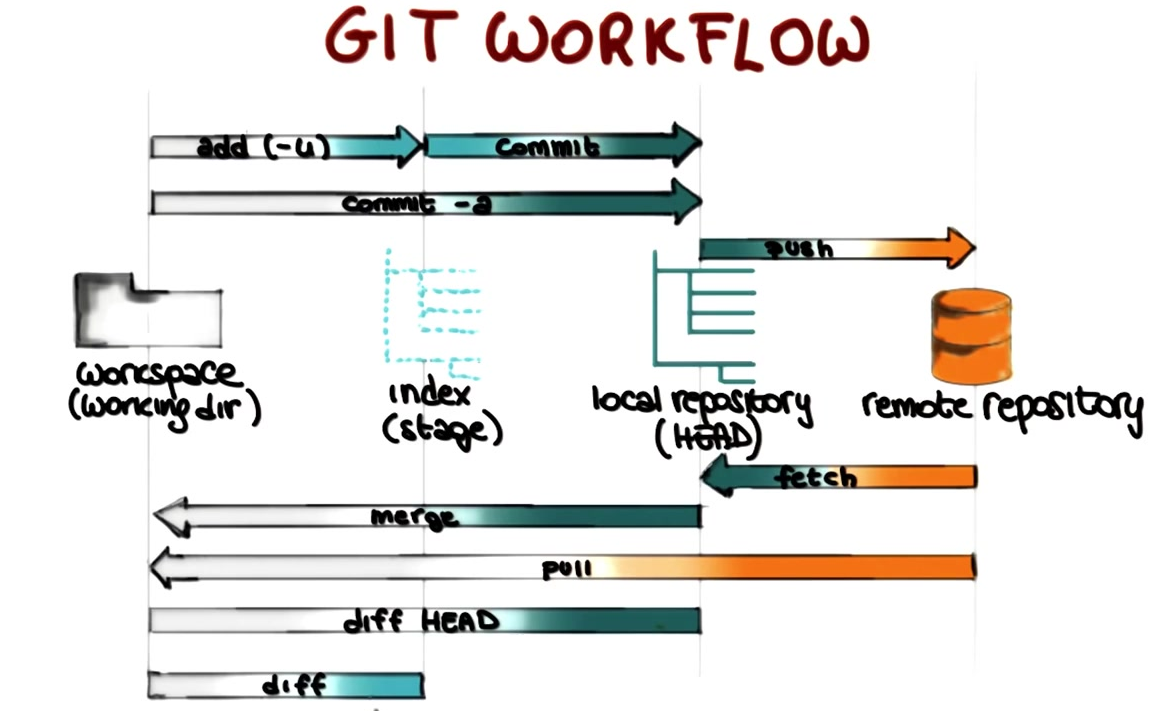 GIT WORKFLOW
add (-u)
commit
commit -a
push
workspace
(working dir)
index
(stage)
local repository
(HEAD)
remote repository
fetch
merge
pull
diff HEAD
diff